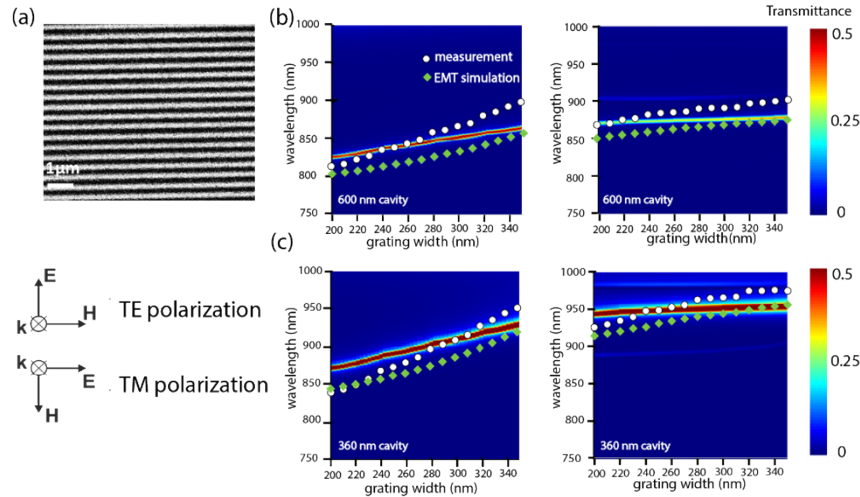 (a)
1μm
E
H
k
TE polarization
k
E
H
TM polarization
(b)
wavelength (nm)
1000
950
900
850
800
750
measurement
EMT simulation
600 nm cavity
200 220 240 260 280 300 320 340
grating width (nm)
wavelength (nm)
1000
950
900
850
800
750
600 nm cavity
200 220 240 260 280 300 320 340
grating width(nm)
Transmittance
0.5
0.25
0
(c)
wavelength (nm)
1000
950
900
850
800
750
360 nm cavity
200 220 240 260 280 300 320 340
grating width (nm)
wavelength (nm)
1000
950
900
850
800
750
360 nm cavity
200 220 240 260 280 300 320 340
grating width (nm)
0.5
0.25
0